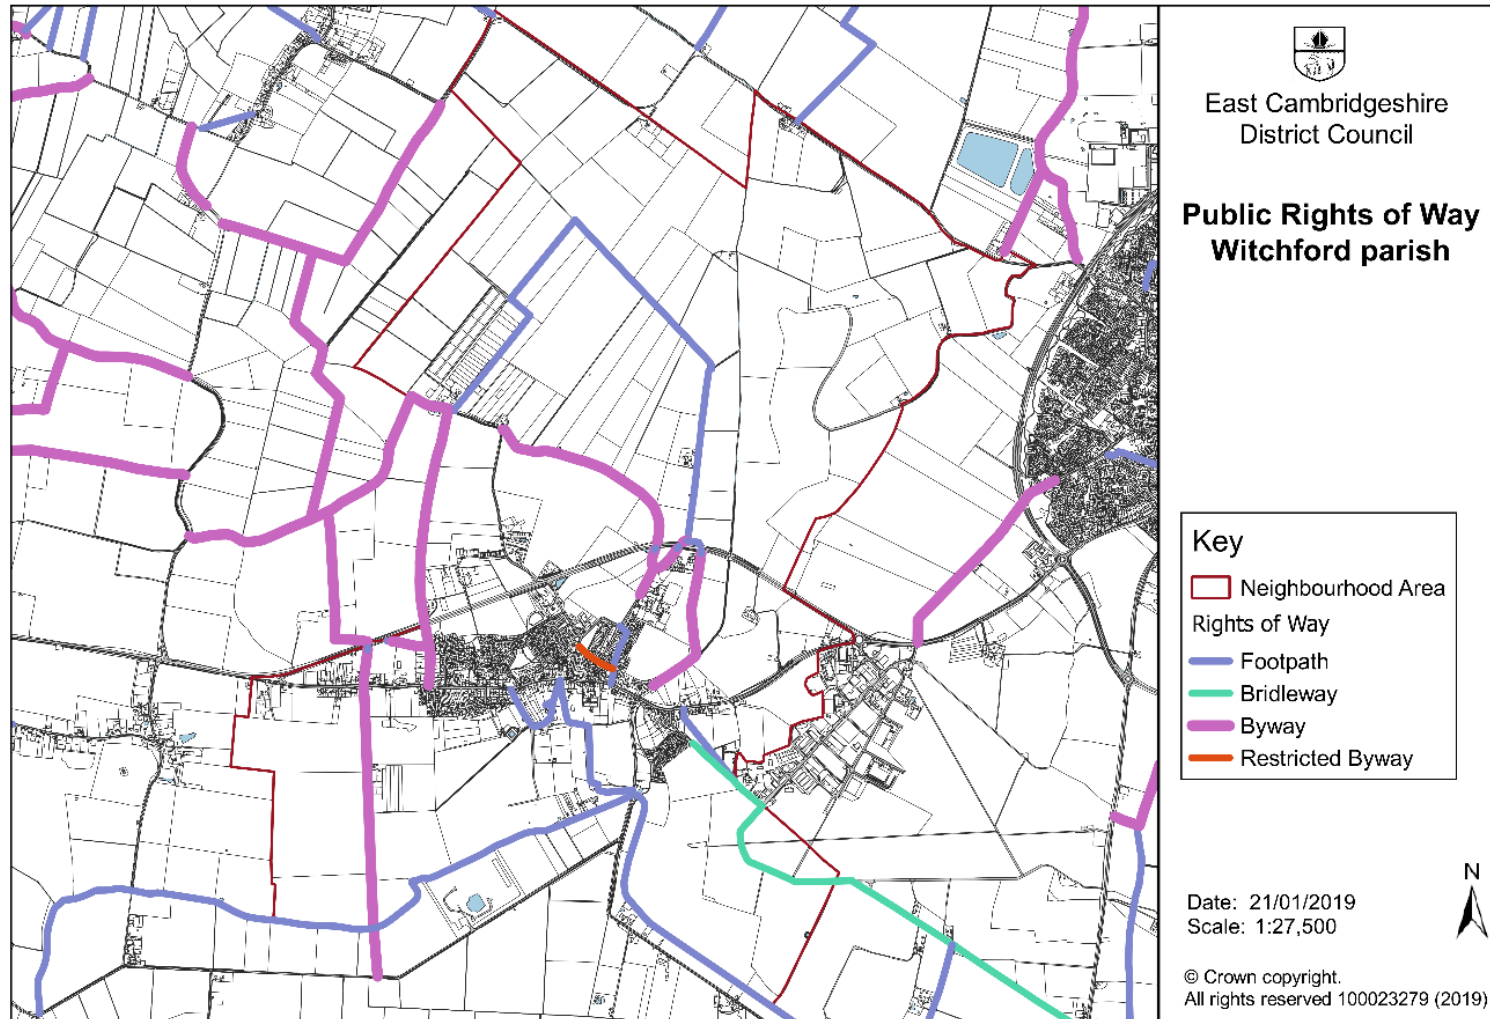 East Cambridgeshire
District Council
Public Rights of Way
Witchford parish
Key
Neighbourhood Area
Rights of Way
Footpath
Bridleway
Byway
Restricted Byway
N
Date: 21/01/2019
Scale: 1:27,500
© Crown copyright.
All rights reserved 100023279 (2019)